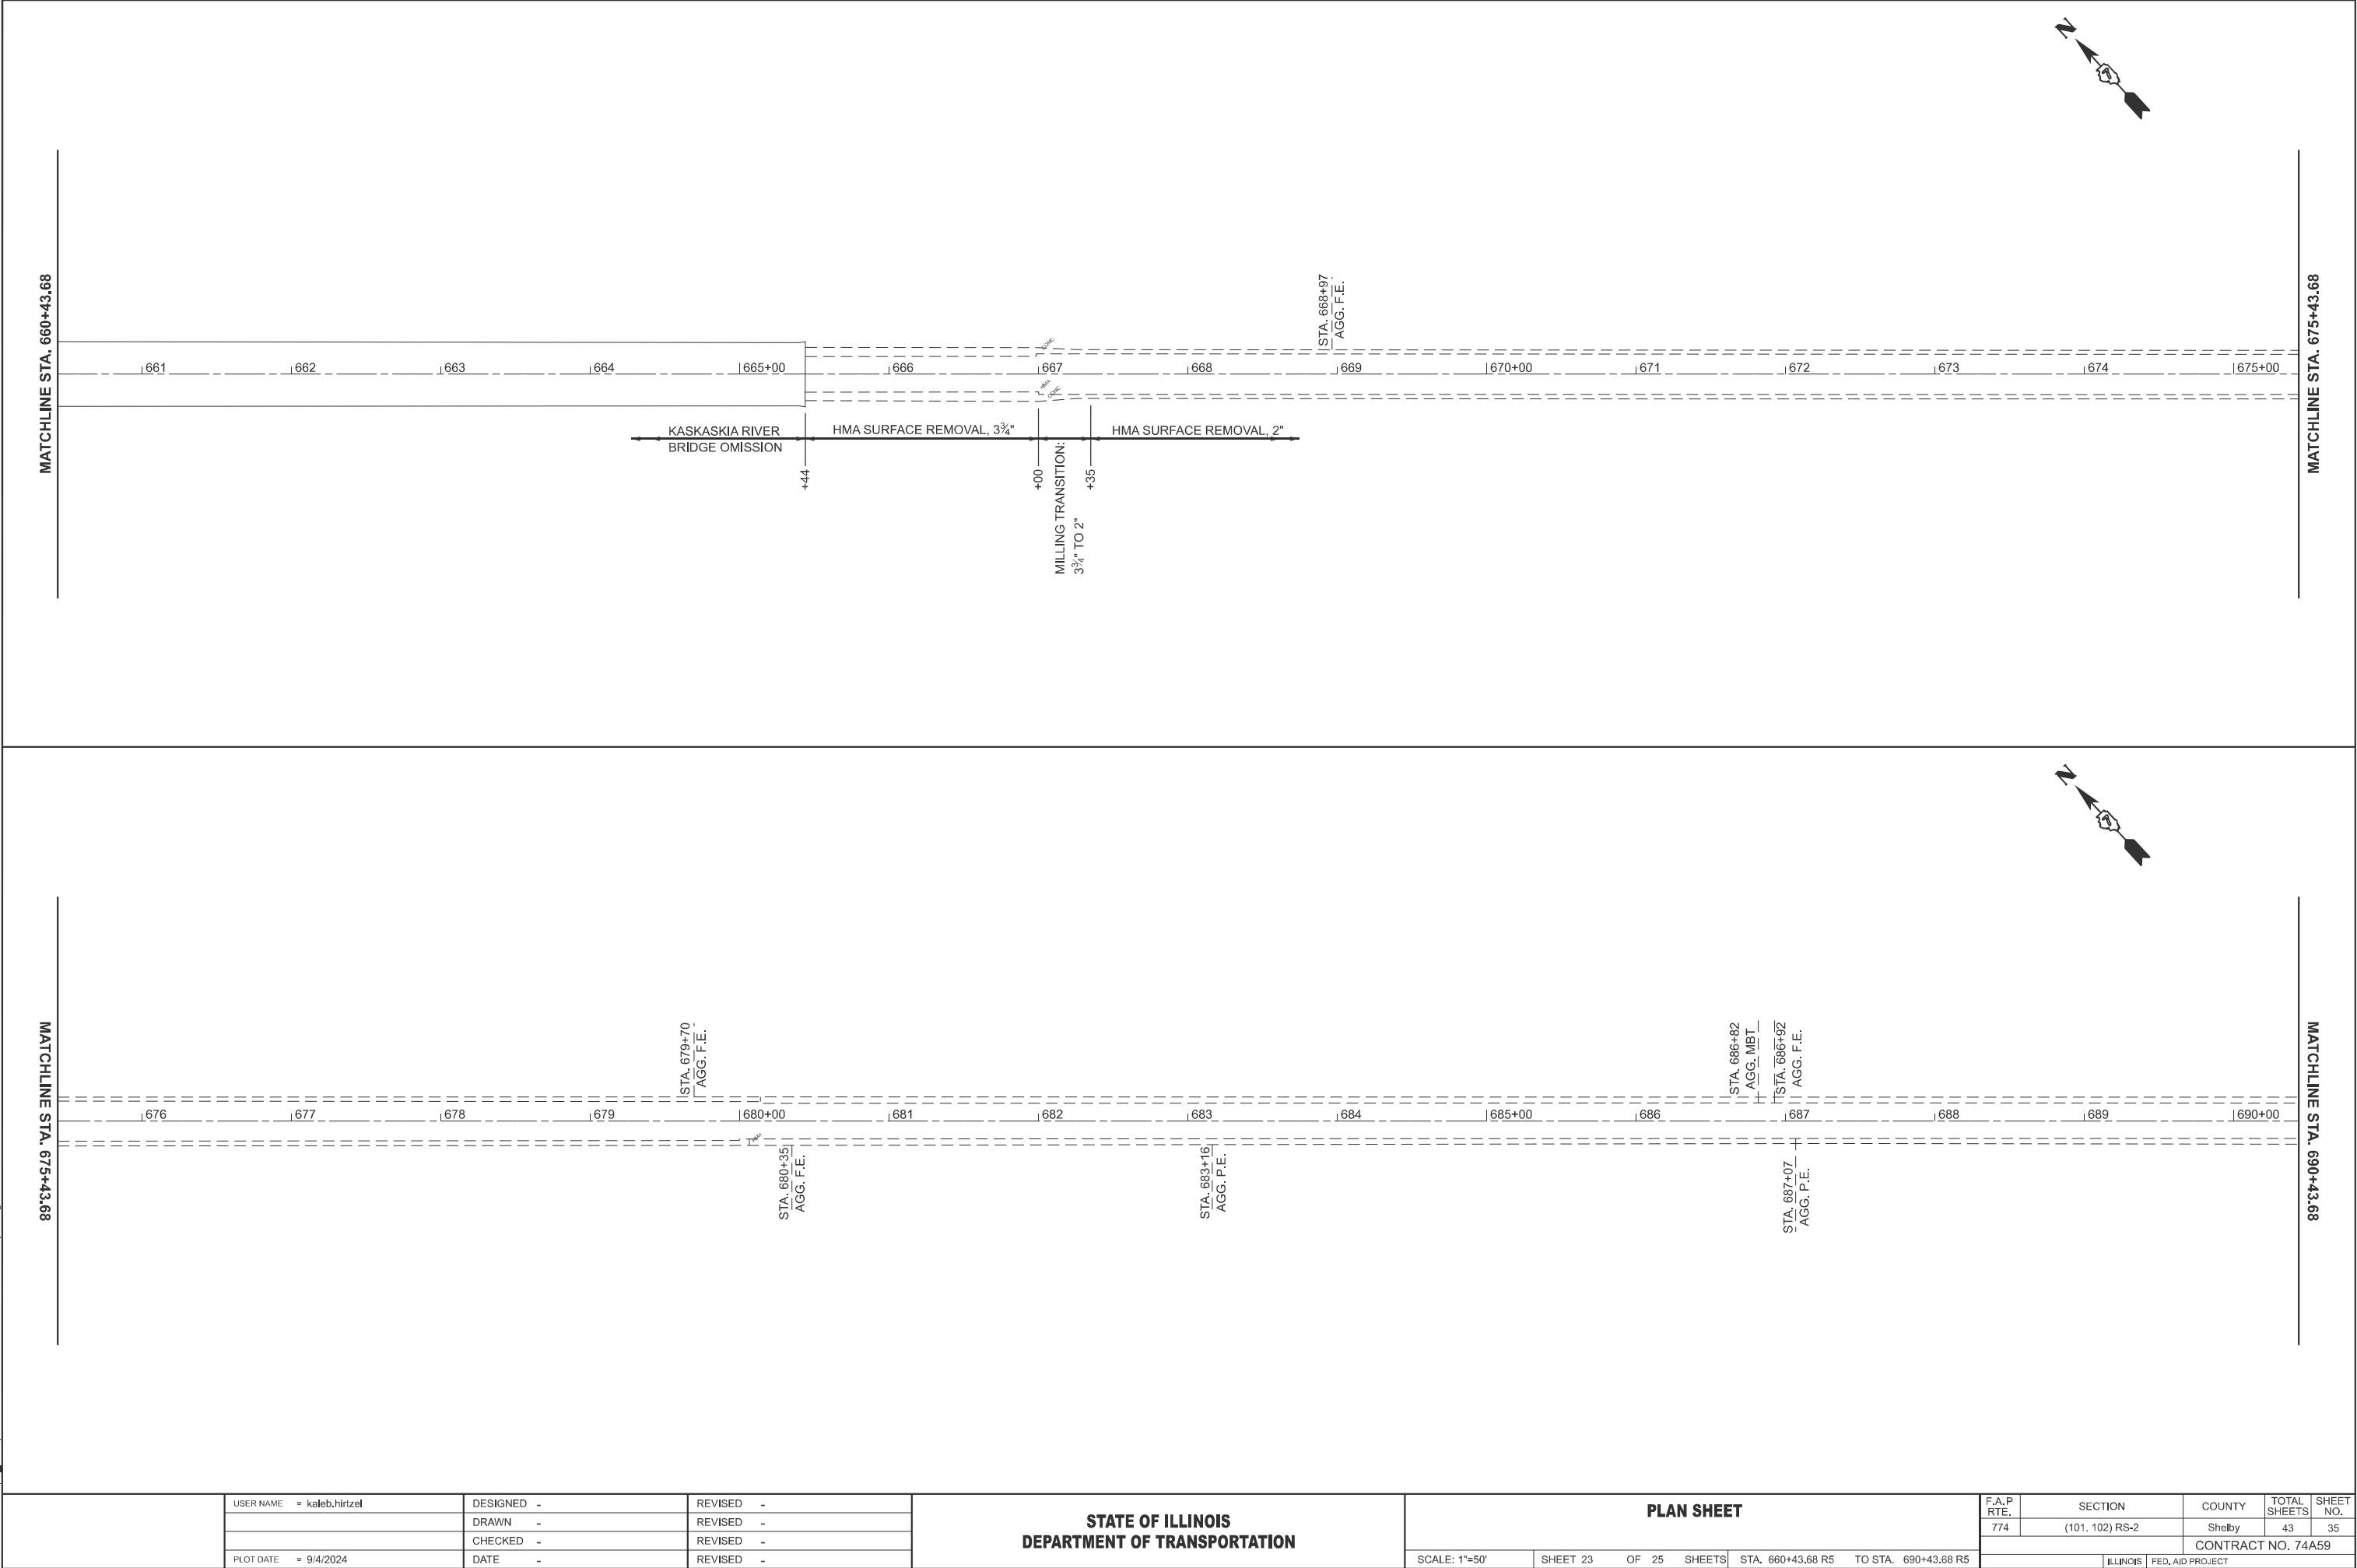 N
7
MATCHLINE STA. 660+43.68
MATCHLINE STA. 675+43.68
STA. 668+97
AGG. F.E.
CONC
661 662 663 664 665+00 666 667 668 669 670+00 671 672 673 674 675+00
HMA
CONC
KASKASKIA RIVER
BRIDGE OMISSION
HMA SURFACE REMOVAL, 3¾"
HMA SURFACE REMOVAL, 2"
+44
+00
MILLING TRANSITION:
3¾" TO 2"
+35
N
7
MATCHLINE STA. 675+43.68
MATCHLINE STA. 690+43.68
STA. 679+70
AGG. F.E.
STA. 686+82
AGG. MBT
STA. 686+92
AGG. F.E.
676 677 678 679 680+00 681 682 683 684 685+00 686 687 688 689 690+00
HMA
STA. 680+35
AGG. F.E.
STA. 683+16
AGG. P.E.
STA. 687+07
AGG. P.E.
USER NAME = kaleb.hirtzel
PLOT DATE = 9/4/2024
DESIGNED -
DRAWN -
CHECKED -
DATE -
REVISED -
REVISED -
REVISED -
REVISED -
STATE OF ILLINOIS
DEPARTMENT OF TRANSPORTATION
PLAN SHEET
SCALE: 1"=50' SHEET 23 OF 25 SHEETS STA. 660+43.68 R5 TO STA. 690+43.68 R5
F.A.P RTE. SECTION COUNTY TOTAL SHEETS SHEET NO.
774 (101, 102) RS-2 Shelby 43 35
CONTRACT NO. 74A59
ILLINOIS FED. AID PROJECT